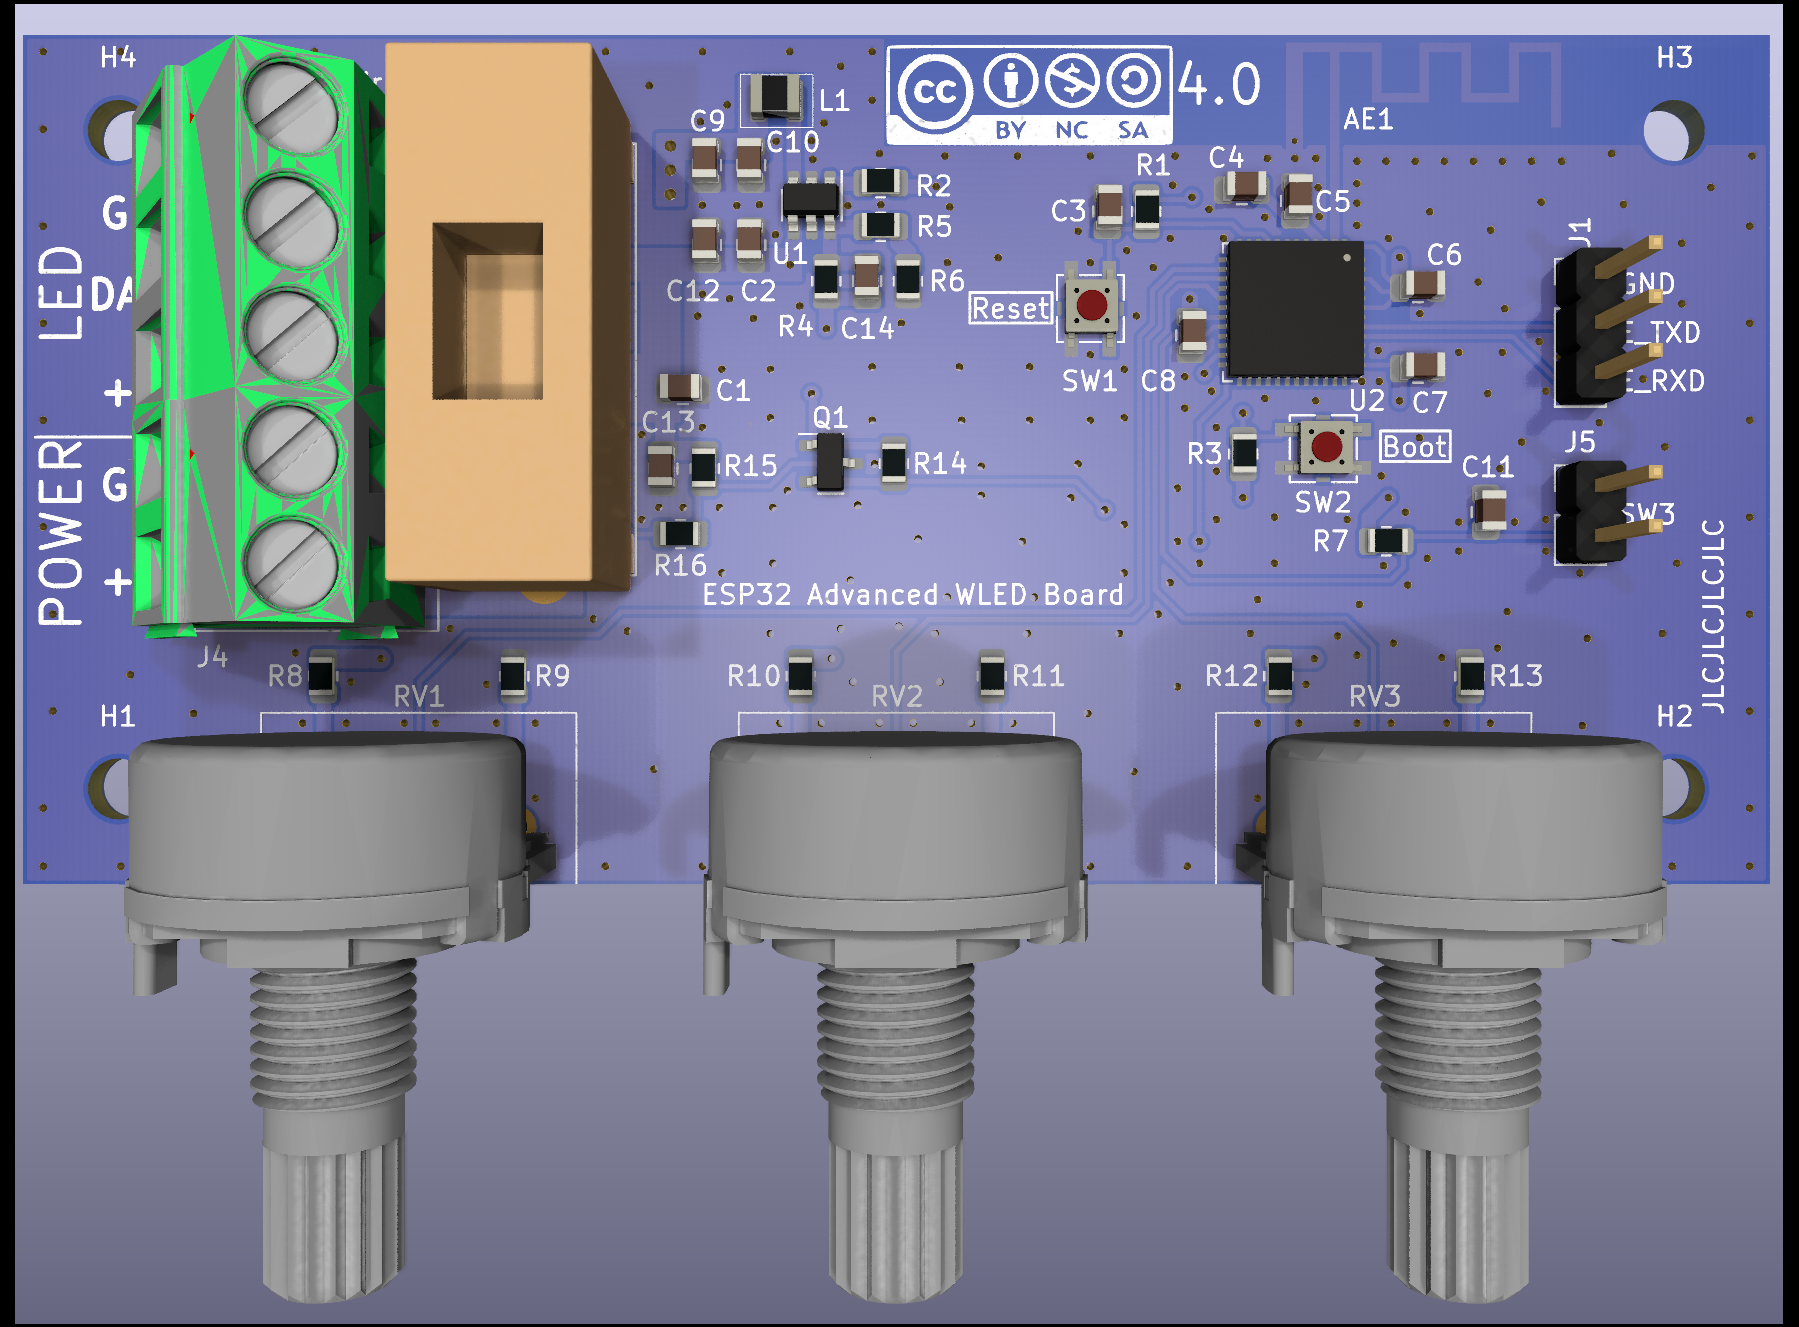 H4
L1
cc
BY NC SA
4.0
AE1
H3
C9
C10
R2
R5
U1
C12
C2
R4
C14
R6
R1
C3
C4
C5
C6
J1
GND
E_TXD
E_RXD
Reset
SW1
C8
U2
C7
LED
G
+
C1
C13
R15
Q1
R14
R16
R3
Boot
SW2
R7
C11
J5
SW3
POWER
G
+
ESP32 Advanced WLED Board
JLCJLCJLCJLC
J4
R8
RV1
R9
R10
RV2
R11
R12
RV3
R13
H1
H2